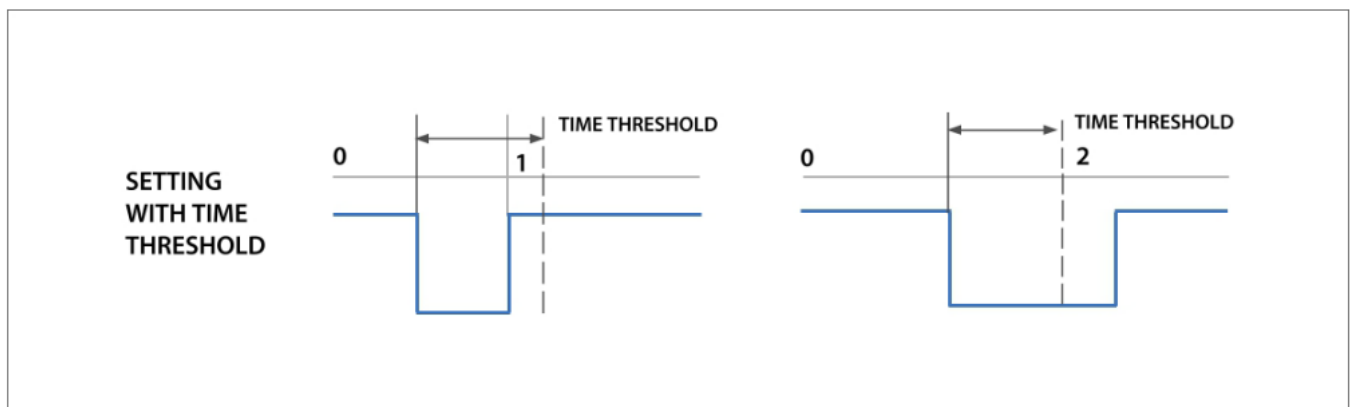 SETTING
WITH TIME
THRESHOLD
0
1
TIME THRESHOLD
0
2
TIME THRESHOLD